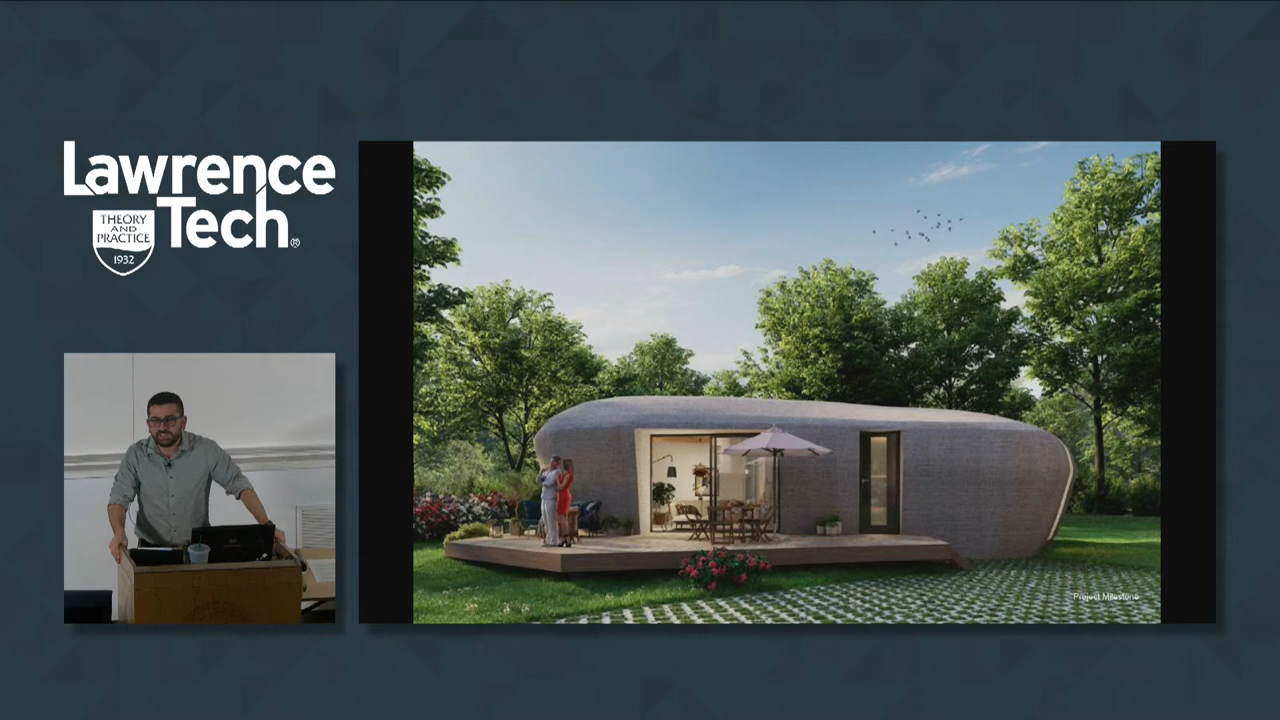 Lawrence
Tech®
THEORY
AND
PRACTICE
1932
Project Milestone